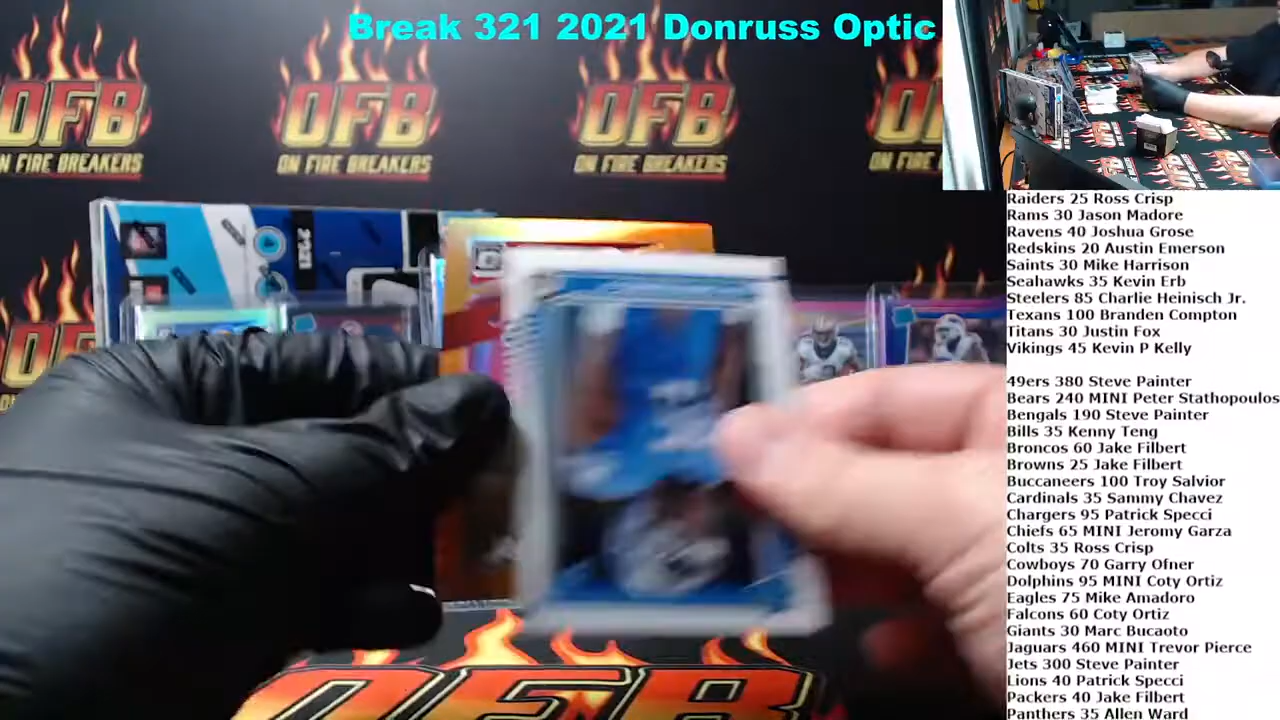 Break 321 2021 Donruss Optic
OFB
ON FIRE BREAKERS
OFB
ON FIRE BREAKERS
OFB
ON FIRE BREAKERS
Raiders 25 Ross Crisp
Rams 30 Jason Madore
Ravens 40 Joshua Grose
Redskins 20 Austin Emerson
Saints 30 Mike Harrison
Seahawks 35 Kevin Erb
Steelers 85 Charlie Heinisch Jr.
Texans 100 Branden Compton
Titans 30 Justin Fox
Vikings 45 Kevin P Kelly
49ers 380 Steve Painter
Bears 240 MINI Peter Stathopoulos
Bengals 190 Steve Painter
Bills 35 Kenny Teng
Broncos 60 Jake Filbert
Browns 25 Jake Filbert
Buccaneers 100 Troy Salvior
Cardinals 35 Sammy Chavez
Chargers 95 Patrick Specci
Chiefs 65 MINI Jeromy Garza
Colts 35 Ross Crisp
Cowboys 70 Garry Ofner
Dolphins 95 MINI Coty Ortiz
Eagles 75 Mike Amadoro
Falcons 60 Coty Ortiz
Giants 30 Marc Bucaoto
Jaguars 460 MINI Trevor Pierce
Jets 300 Steve Painter
Lions 40 Patrick Specci
Packers 40 Jake Filbert
Panthers 35 Allen Ward
OFB